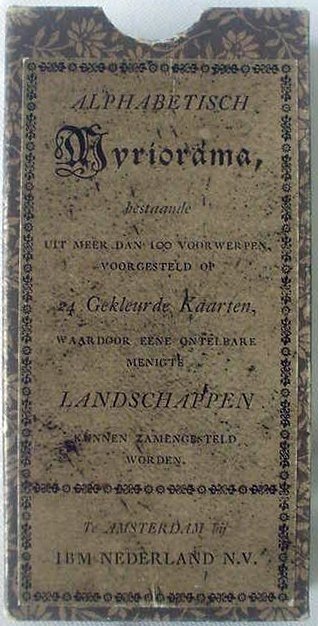 ALPHABETISCH
Myriorama,
bestaande
UIT MEER DAN 100 VOORWERPEN,
VOORGESTELD OP
24 Gekleurde Kaarten,
WAARDOOR EENE ONTELBARE
MENIGTE
LANDSCHAPPEN
KUNNEN ZAMENGESTELD
WORDEN.
Te AMSTERDAM bij
IBM NEDERLAND N.V.